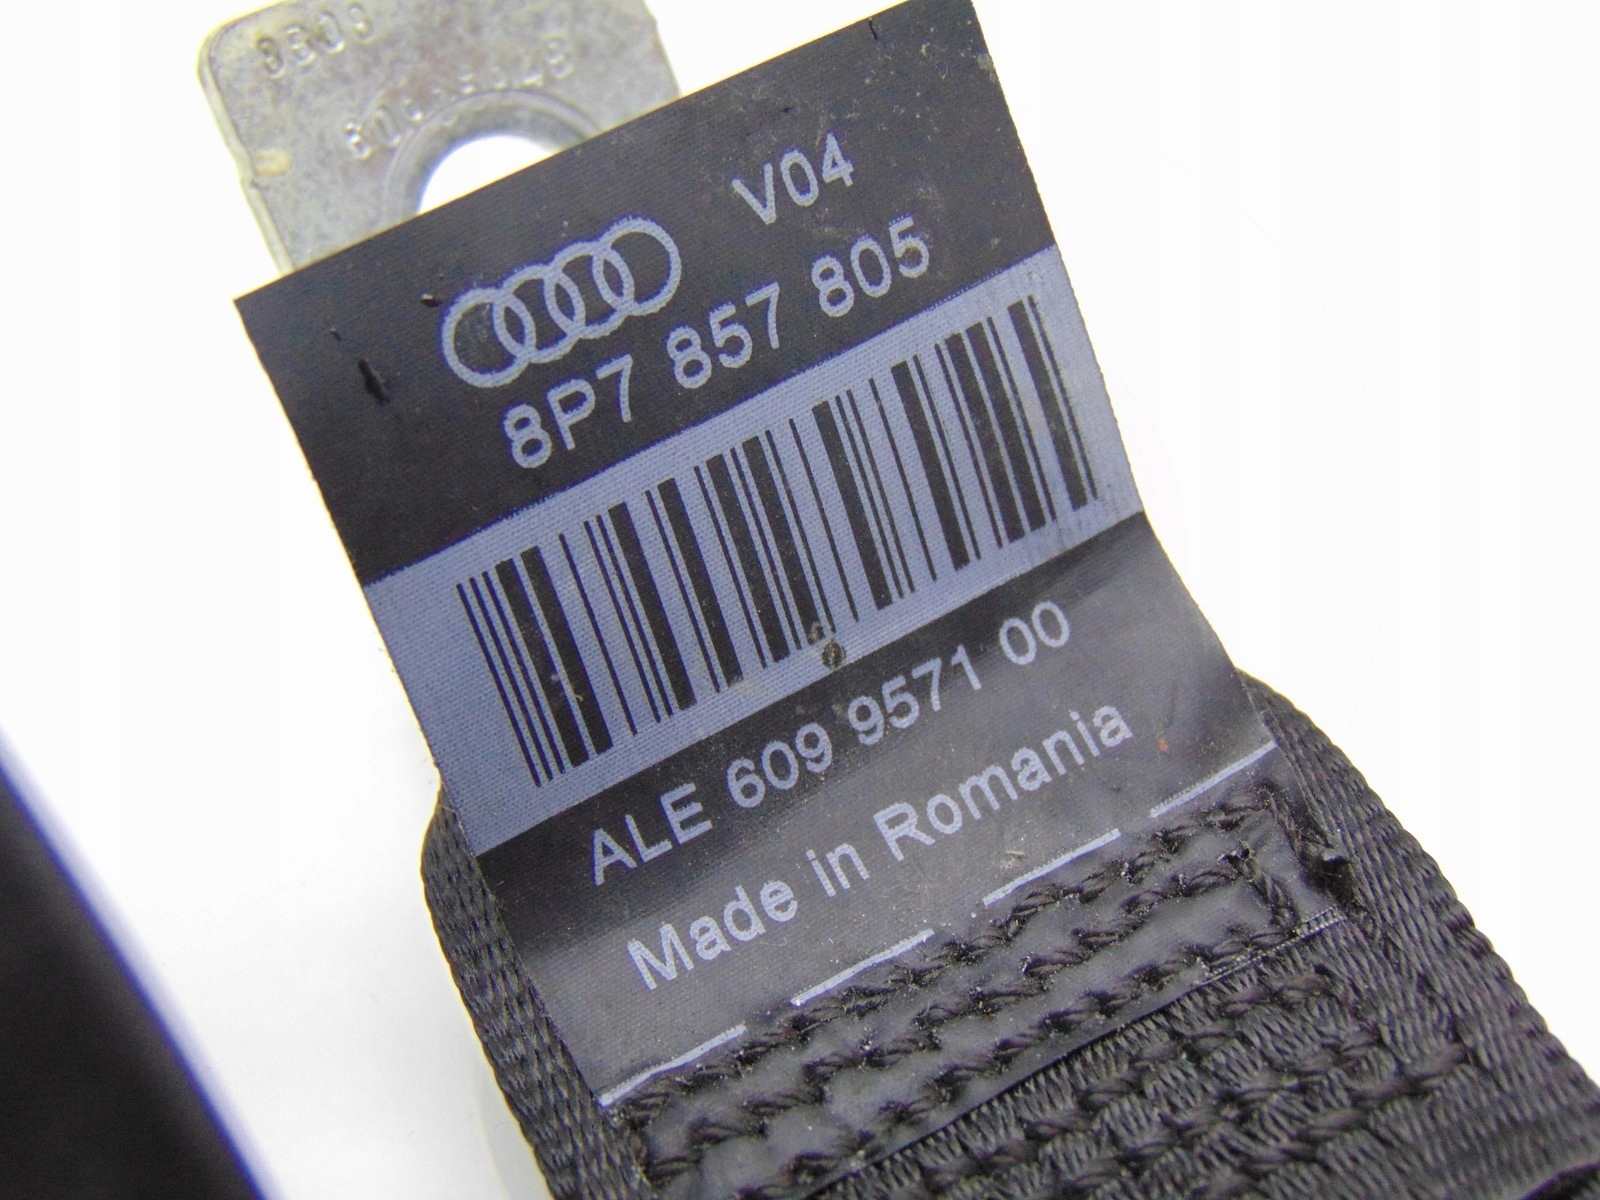 V04
8P7 857 805
ALE 609 9571 00
Made in Romania